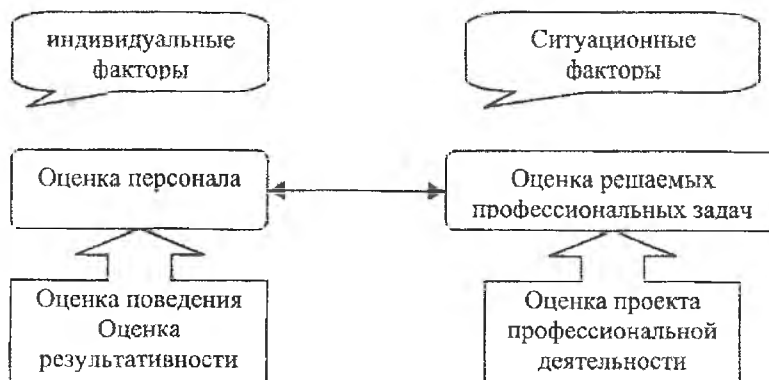 индивидуальные
факторы
Ситуационные
факторы
Оценка персонала
Оценка решаемых
профессиональных задач
Оценка поведения
Оценка
результативности
Оценка проекта
профессиональной
деятельности